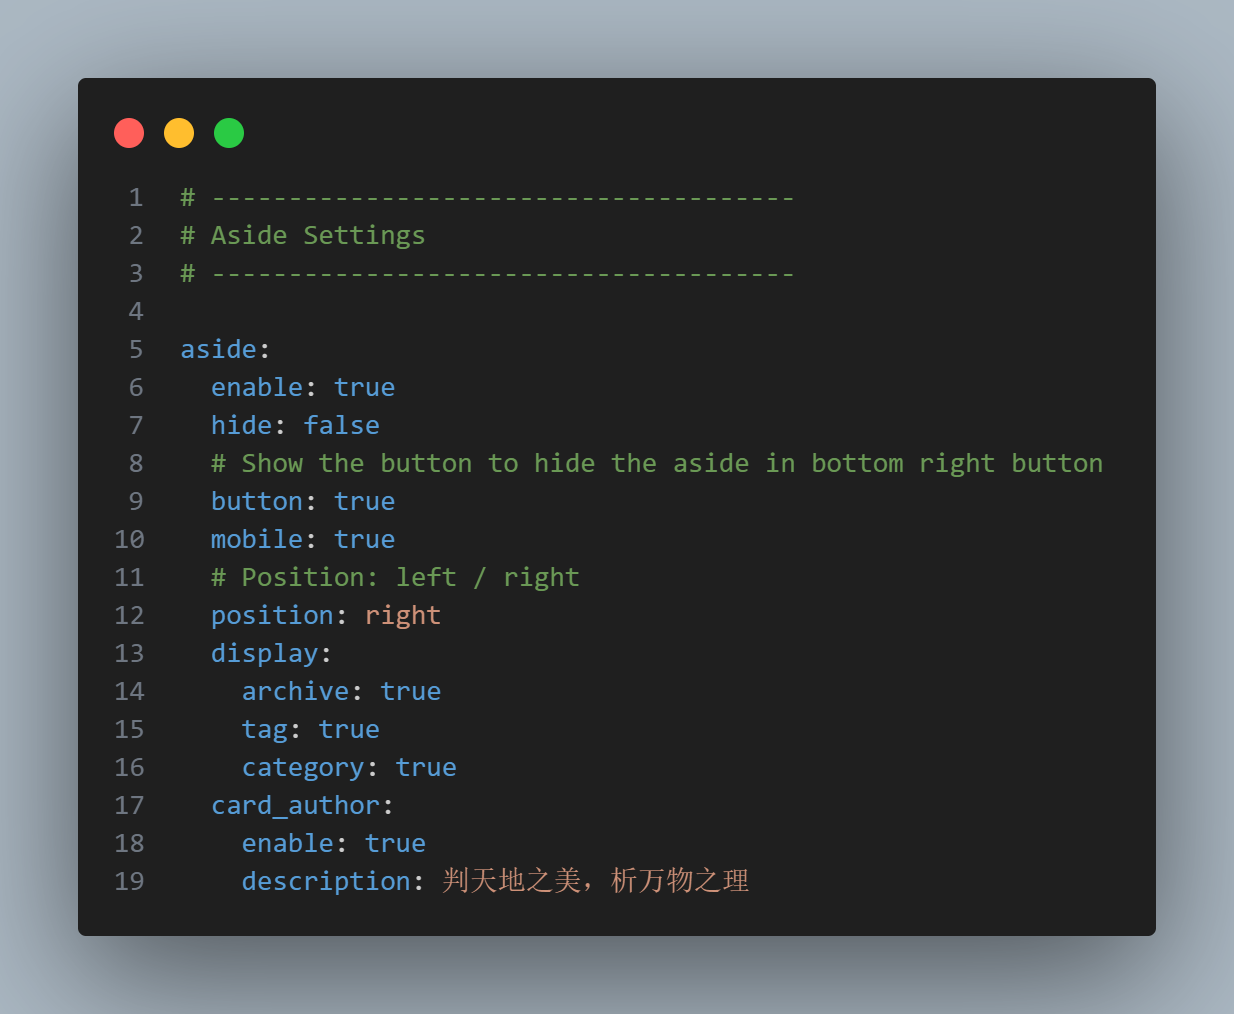 1 # --------------------------------------
2 # Aside Settings
3 # --------------------------------------
4
5 aside:
6   enable: true
7   hide: false
8   # Show the button to hide the aside in bottom right button
9   button: true
10   mobile: true
11   # Position: left / right
12   position: right
13   display:
14     archive: true
15     tag: true
16     category: true
17   card_author:
18     enable: true
19     description: 判天地之美，析万物之理